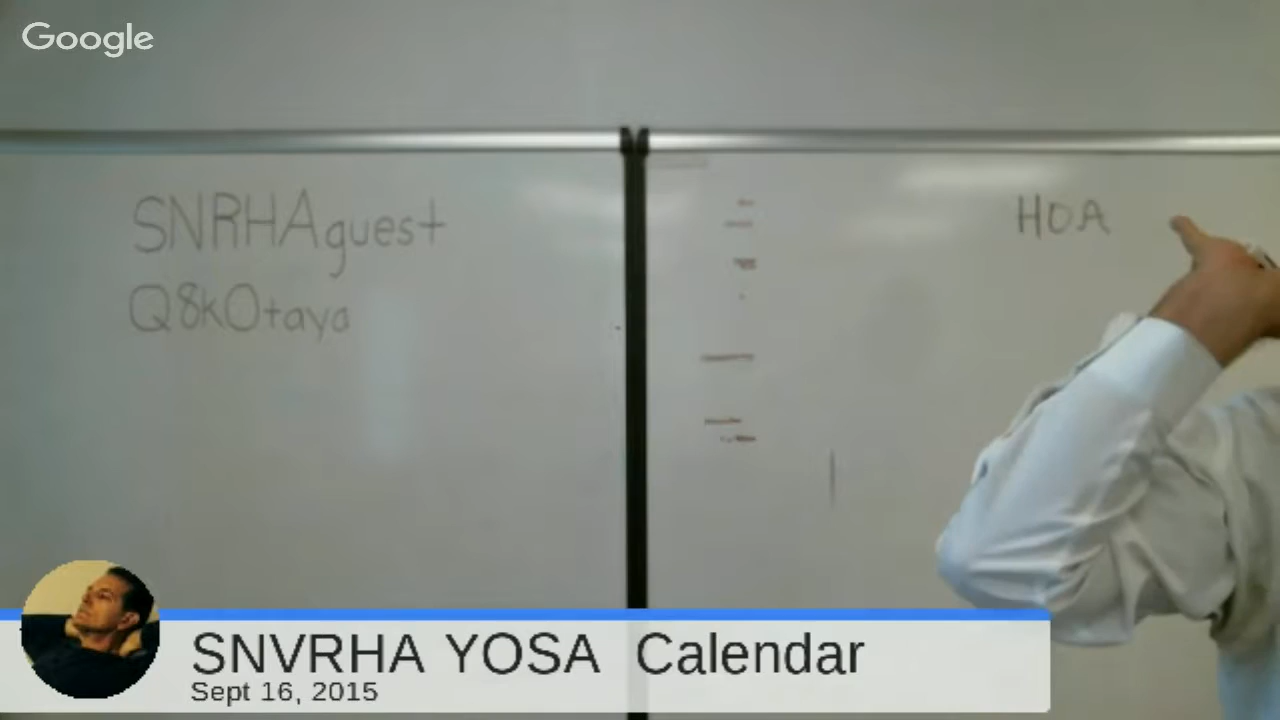 Google
SNRHAguest
Q8kOtaya
HOA
SNVRHA YOSA Calendar
Sept 16, 2015